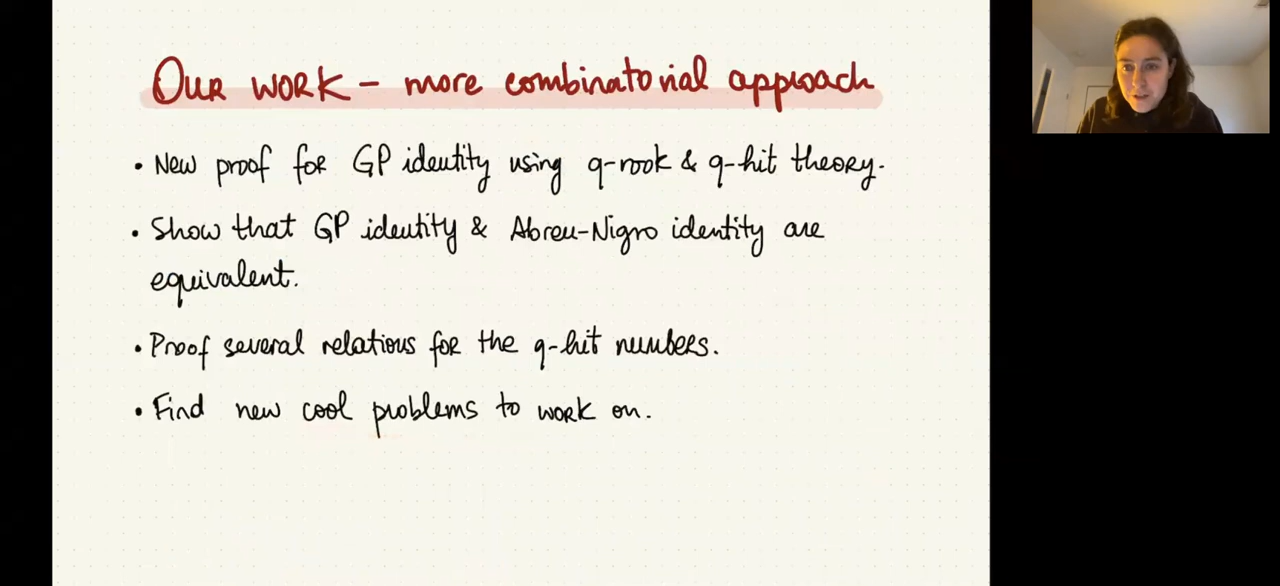 Our work – more combinatorial approach
• New proof for GP identity using q-rook & q-hit theory.
• Show that GP identity & Abreu-Nigro identity are
equivalent.
• Proof several relations for the q-hit numbers.
• Find new cool problems to work on.